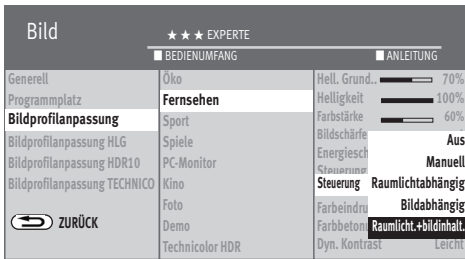 Bild
★ ★ ★ EXPERTE
BEDIENUMFANG
ANLEITUNG
Generell
Programmplatz
Bildprofilanpassung
Bildprofilanpassung HLG
Bildprofilanpassung HDR10
Bildprofilanpassung TECHNICO
ZURÜCK
Öko
Fernsehen
Sport
Spiele
PC-Monitor
Kino
Foto
Demo
Technicolor HDR
Hell. Grund.. 70%
Helligkeit 100%
Farbstärke 60%
Bildschärfe
Energiesch
Steuerung
Steuerung
Farbeindru
Farbbetonu
Dyn. Kontrast Leicht
Aus
Manuell
Raumlichtabhängig
Bildabhängig
Raumlicht.+bildinhalt.